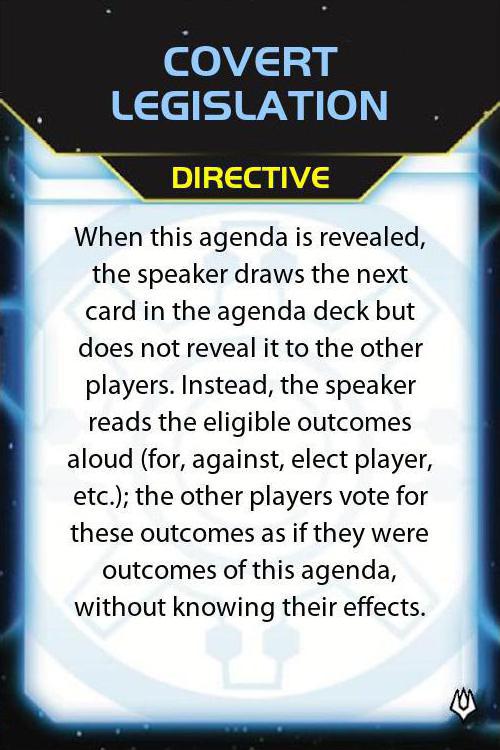 COVERT
LEGISLATION
DIRECTIVE
When this agenda is revealed,
the speaker draws the next
card in the agenda deck but
does not reveal it to the other
players. Instead, the speaker
reads the eligible outcomes
aloud (for, against, elect player,
etc.); the other players vote for
these outcomes as if they were
outcomes of this agenda,
without knowing their effects.